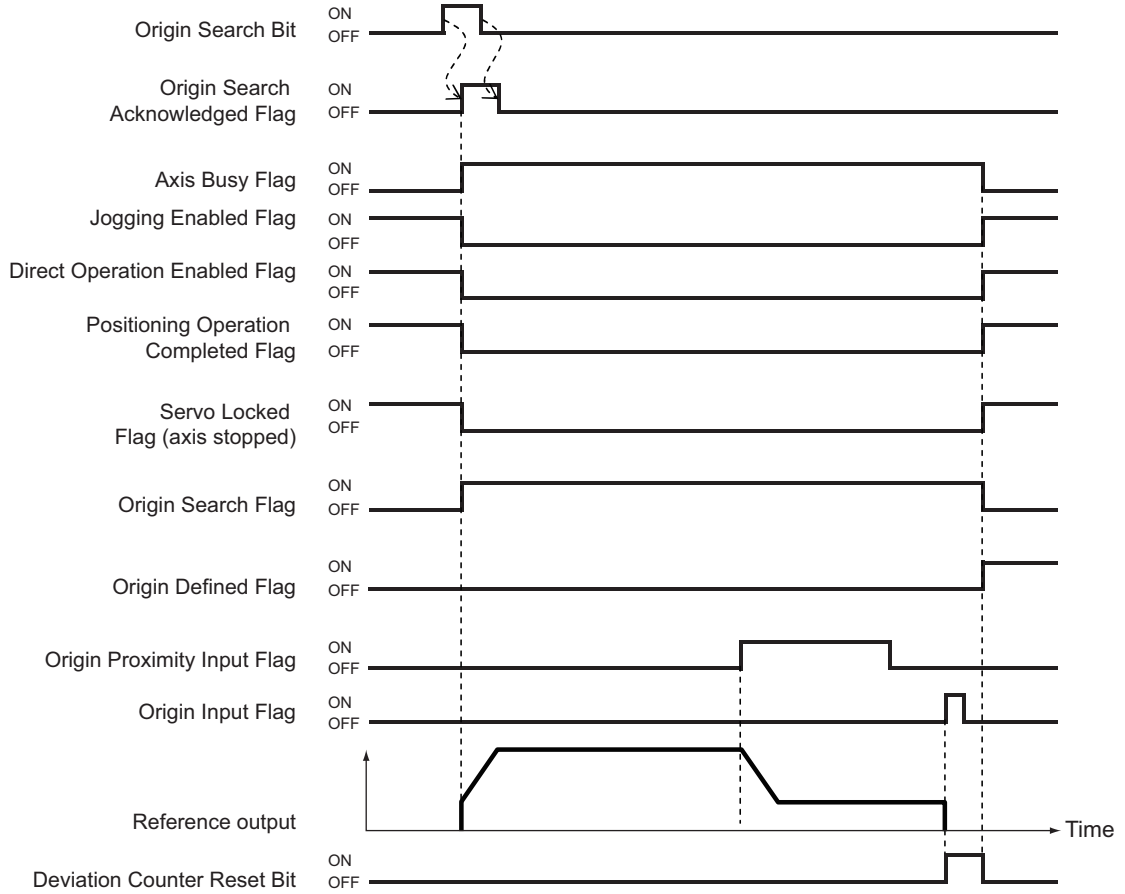 Origin Search Bit
ON
OFF
Origin Search
Acknowledged Flag
ON
OFF
Axis Busy Flag
ON
OFF
Jogging Enabled Flag
ON
OFF
Direct Operation Enabled Flag
ON
OFF
Positioning Operation
Completed Flag
ON
OFF
Servo Locked
Flag (axis stopped)
ON
OFF
Origin Search Flag
ON
OFF
Origin Defined Flag
ON
OFF
Origin Proximity Input Flag
ON
OFF
Origin Input Flag
ON
OFF
Reference output
Time
Deviation Counter Reset Bit
ON
OFF